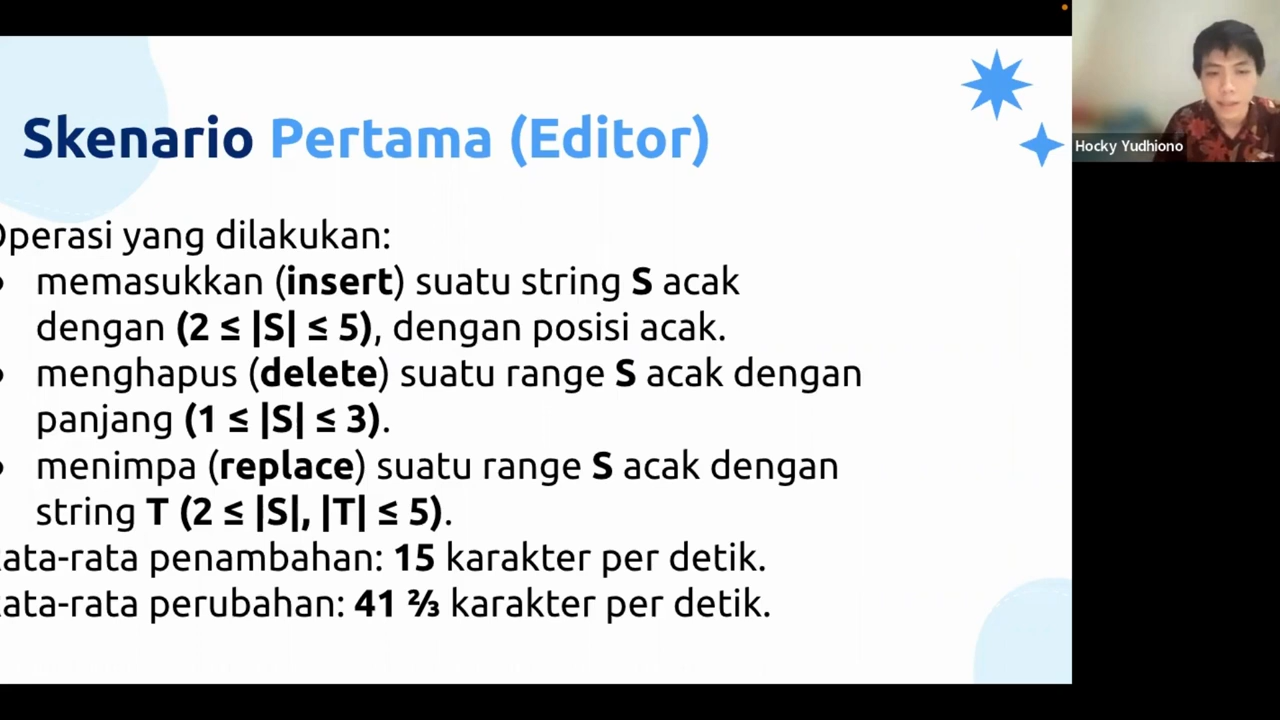 Skenario Pertama (Editor)
Hocky Yudhiono
Operasi yang dilakukan:
memasukkan (insert) suatu string S acak
dengan (2 ≤ |S| ≤ 5), dengan posisi acak.
menghapus (delete) suatu range S acak dengan
panjang (1 ≤ |S| ≤ 3).
menimpa (replace) suatu range S acak dengan
string T (2 ≤ |S|, |T| ≤ 5).
ata-rata penambahan: 15 karakter per detik.
ata-rata perubahan: 41 ⅔ karakter per detik.